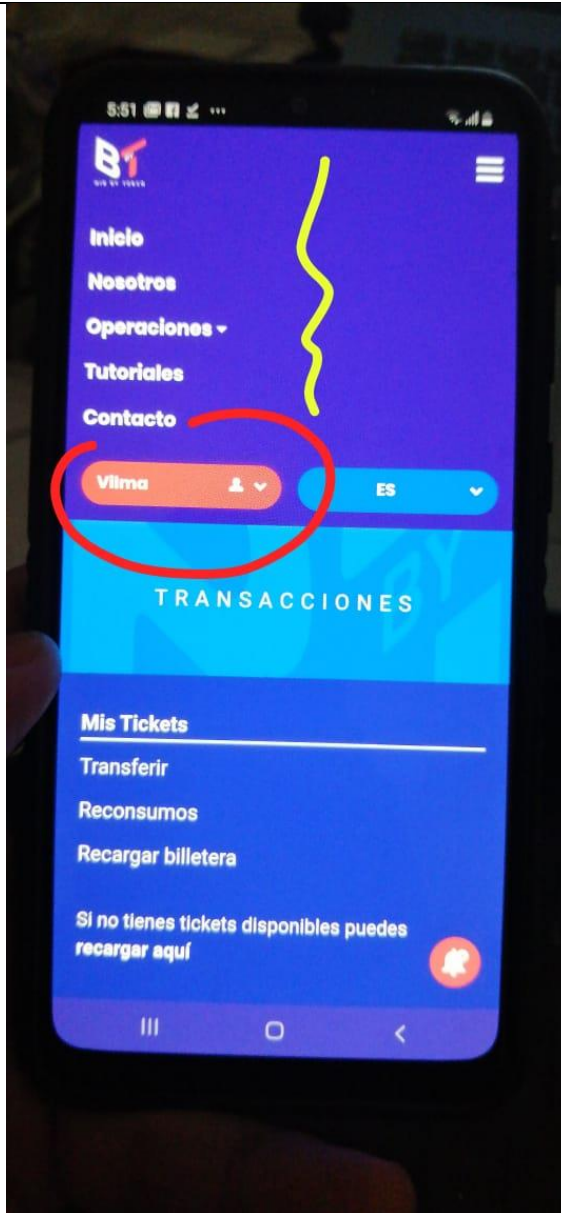 5:51
BT
Inicio
Nosotros
Operaciones
Tutoriales
Contacto
Vilma
ES
TRANSACCIONES
Mis Tickets
Transferir
Reconsumos
Recargar billetera
Si no tienes tickets disponibles puedes
recargar aquí